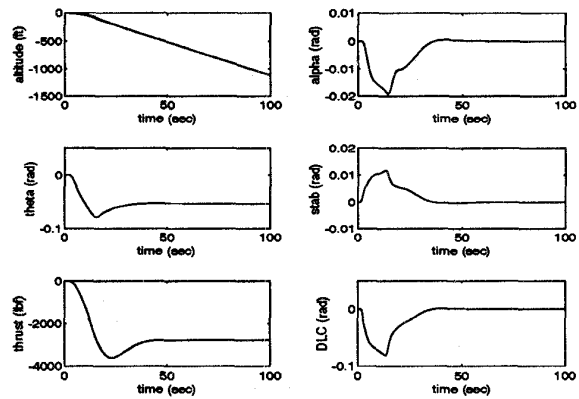 altitude (ft)
0
-500
-1000
-1500
0 50 100
time (sec)
alpha (rad)
0.01
0
-0.01
-0.02
0 50 100
time (sec)
theta (rad)
0
-0.1
0 50 100
time (sec)
stab (rad)
0.02
0.01
0
-0.01
0 50 100
time (sec)
thrust (lbf)
0
-2000
-4000
0 50 100
time (sec)
DLC (rad)
0
-0.1
0 50 100
time (sec)